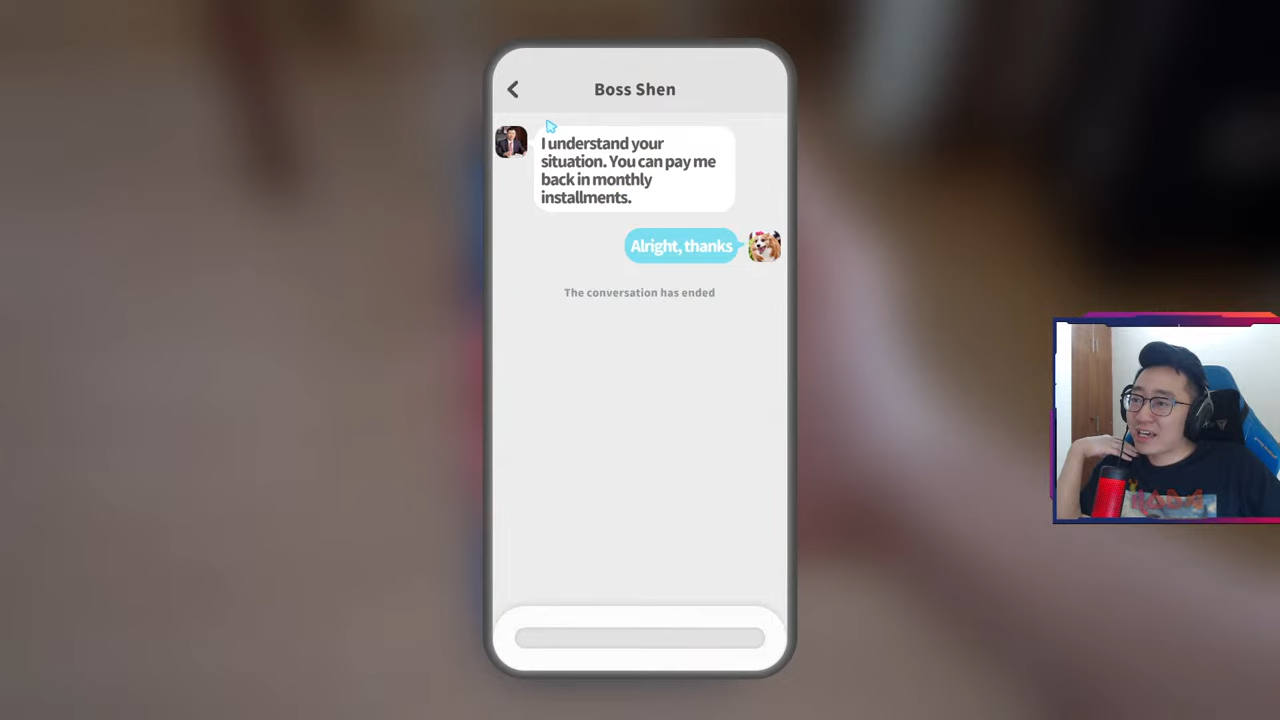 Boss Shen
I understand your
situation. You can pay me
back in monthly
installments.
Alright, thanks
The conversation has ended